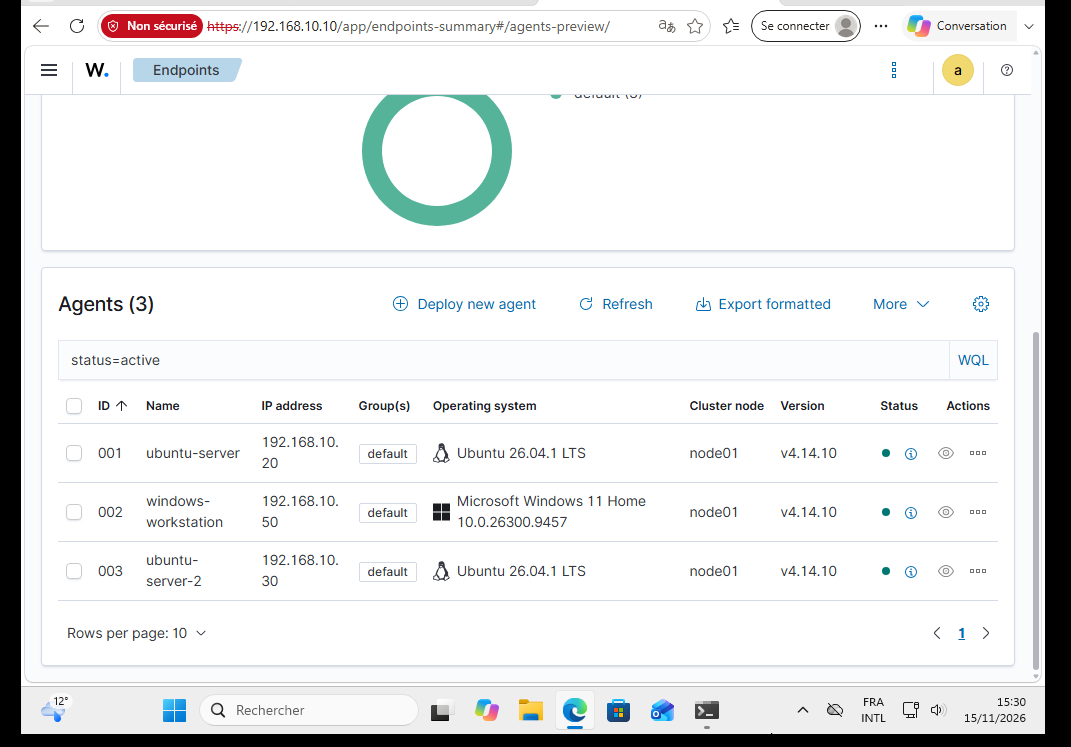 Non sécurisé https://192.168.10.10/app/endpoints-summary#/agents-preview/ Se connecter Conversation
W. Endpoints a
default (3)
Agents (3) Deploy new agent Refresh Export formatted More
status=active WQL
ID Name IP address Group(s) Operating system Cluster node Version Status Actions
001 ubuntu-server 192.168.10.
20 default Ubuntu 26.04.1 LTS node01 v4.14.10
002 windows-
workstation 192.168.10.
50 default Microsoft Windows 11 Home
10.0.26300.9457 node01 v4.14.10
003 ubuntu-
server-2 192.168.10.
30 default Ubuntu 26.04.1 LTS node01 v4.14.10
Rows per page: 10 1
12° Rechercher FRA
INTL 15:30
15/11/2026